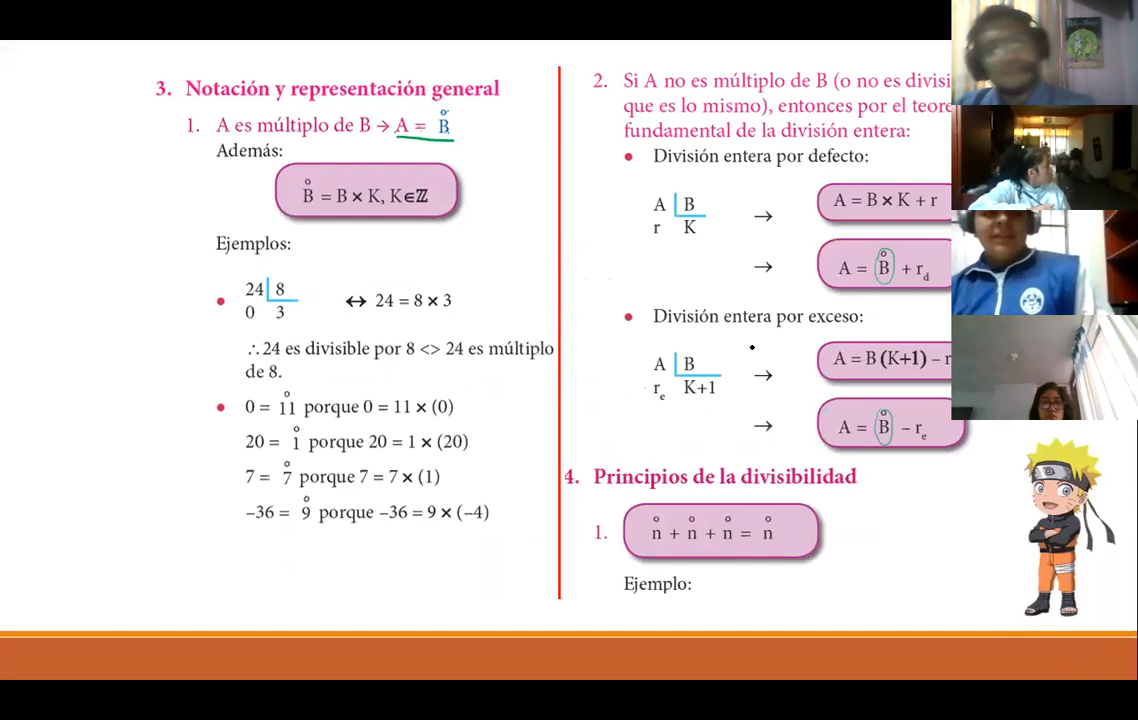 3. Notación y representación general
1. A es múltiplo de B → A = B̊
Además:
B̊ = B × K, K∈ℤ
Ejemplos:
• 24 8 ↔ 24 = 8 × 3
0 3
∴ 24 es divisible por 8 <> 24 es múltiplo
de 8.
• 0 = 11̊ porque 0 = 11 × (0)
20 = 1̊ porque 20 = 1 × (20)
7 = 7̊ porque 7 = 7 × (1)
–36 = 9̊ porque –36 = 9 × (–4)
2. Si A no es múltiplo de B (o no es divisi
que es lo mismo), entonces por el teore
fundamental de la división entera:
• División entera por defecto:
A B → A = B × K + r
r K
→ A = B̊ + r_d
• División entera por exceso:
A B → A = B (K+1) – r
r_e K+1
→ A = B̊ – r_e
4. Principios de la divisibilidad
1. n̊ + n̊ + n̊ = n̊
Ejemplo: